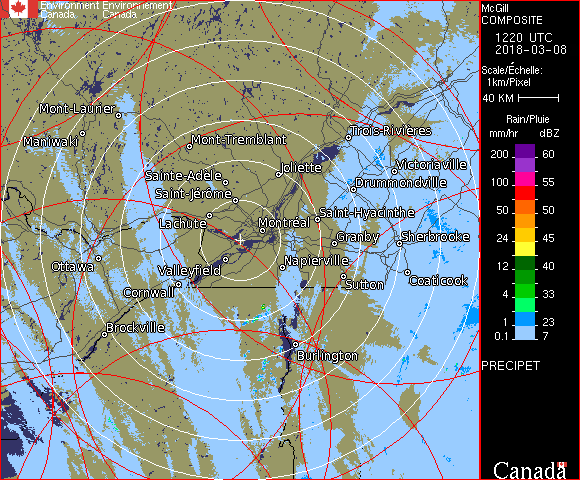 Environment Environnement
Canada Canada
McGill
COMPOSITE
1220 UTC
2018-03-08
Scale/Échelle:
1km/Pixel
40 KM
Rain/Pluie
mm/hr dBZ
200 60
100 55
50 50
24 45
12 40
4 33
1 23
0.1 7
PRECIPET
Canada
Mont-Laurier
Maniwaki
Mont-Tremblant
Trois-Rivières
Joliette
Victoriaville
Sainte-Adèle
Drummondville
Saint-Jérôme
Saint-Hyacinthe
Lachute
Montréal
Granby
Sherbrooke
Ottawa
Valleyfield
Napierville
Coaticook
Sutton
Cornwall
Brockville
Burlington